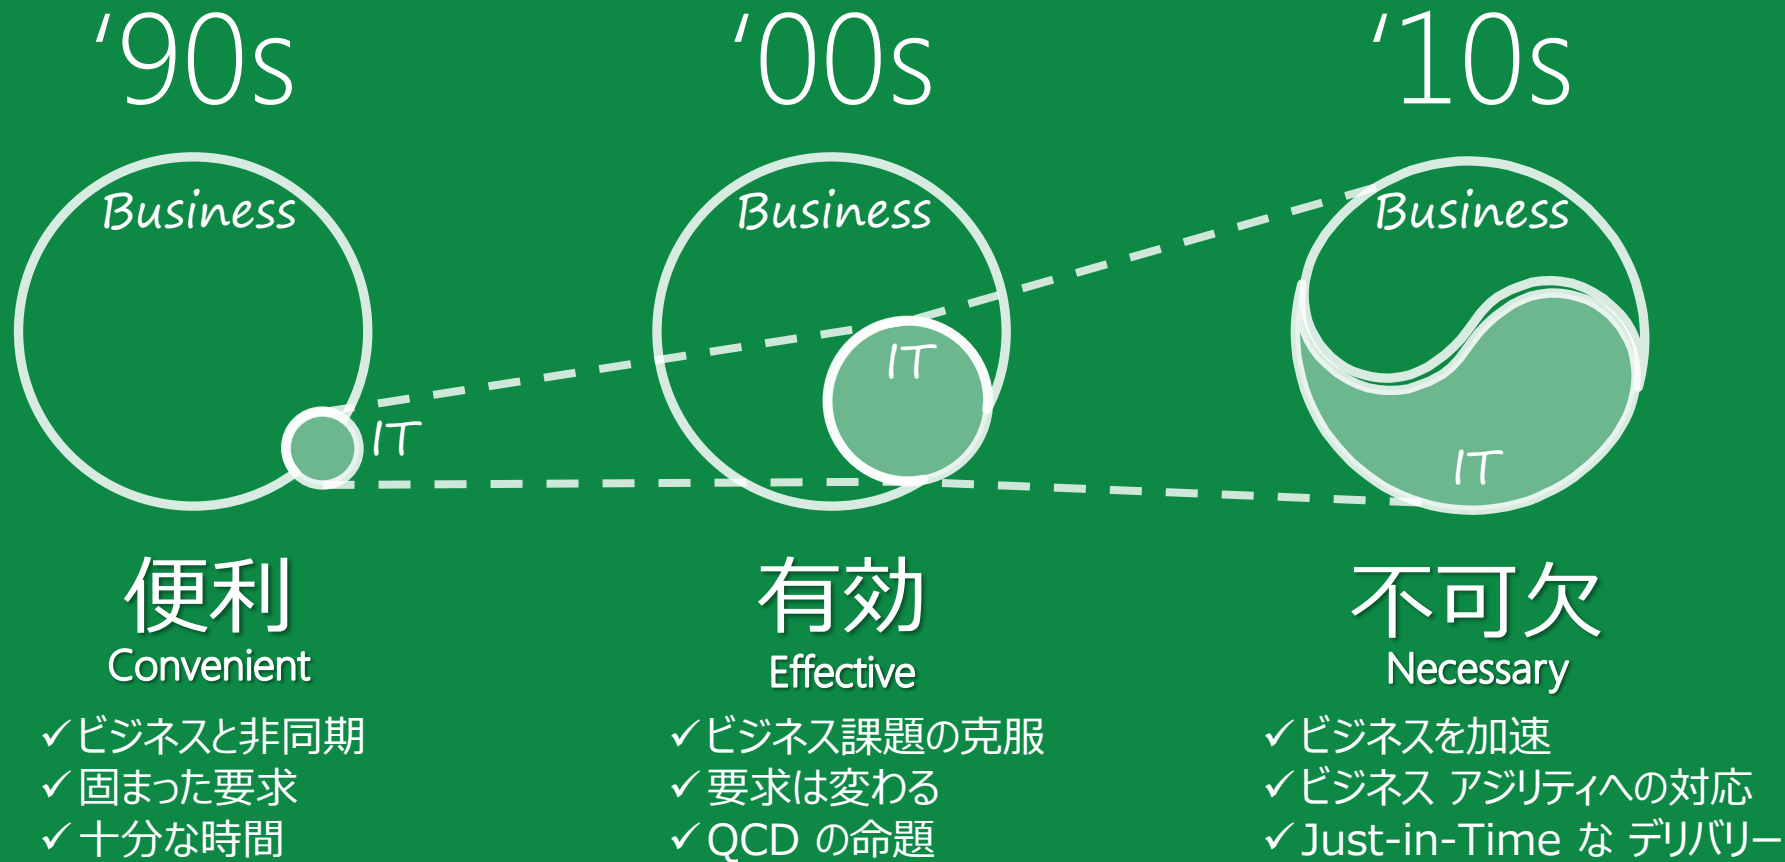 ‘90s
Business
IT
便利
Convenient
✓ビジネスと非同期
✓固まった要求
✓十分な時間
‘00s
Business
IT
有効
Effective
✓ビジネス課題の克服
✓要求は変わる
✓QCD の命題
‘10s
Business
IT
不可欠
Necessary
✓ビジネスを加速
✓ビジネス アジリティへの対応
✓Just-in-Time な デリバリー